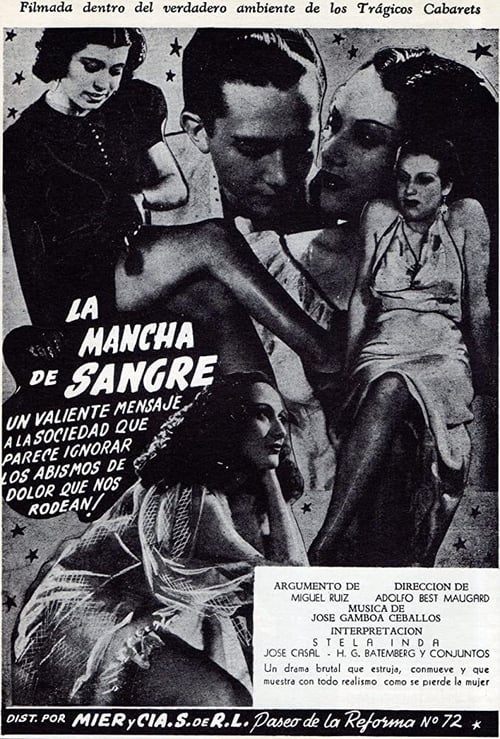 Filmada dentro del verdadero ambiente de los Trágicos Cabarets
LA
MANCHA
DE SANGRE
UN VALIENTE MENSAJE
A LA SOCIEDAD QUE
PARECE IGNORAR
LOS ABISMOS DE
DOLOR QUE NOS
RODEAN!
ARGUMENTO DE DIRECCION DE
MIGUEL RUIZ ADOLFO BEST MAUGARD
MUSICA DE
JOSE GAMBOA CEBALLOS
INTERPRETACION
STELA INDA
JOSE CASAL - H. G. BATEMBERG Y CONJUNTOS
Un drama brutal que estruja, conmueve y que
muestra con todo realismo como se pierde la mujer
DIST. POR MIER y CIA. S. DE R.L. Paseo de la Reforma Nº 72